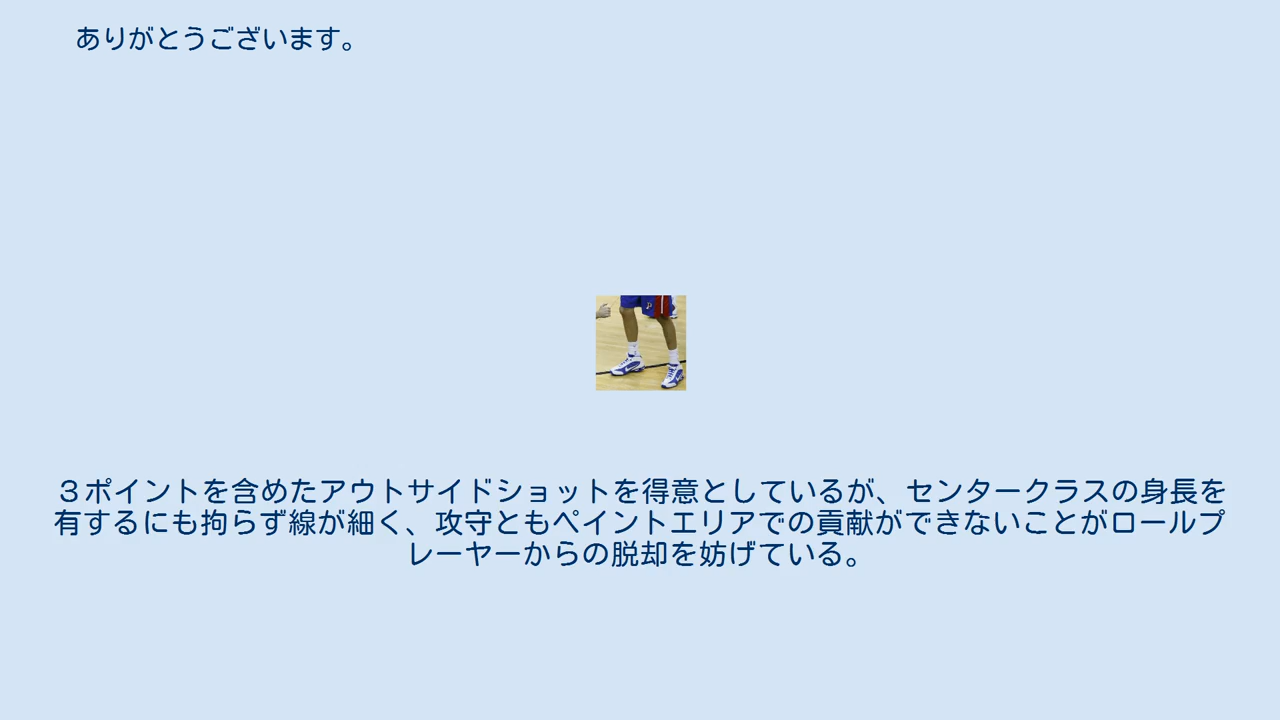 ありがとうございます。
３ポイントを含めたアウトサイドショットを得意としているが、センタークラスの身長を
有するにも拘らず線が細く、攻守ともペイントエリアでの貢献ができないことがロールプ
レーヤーからの脱却を妨げている。